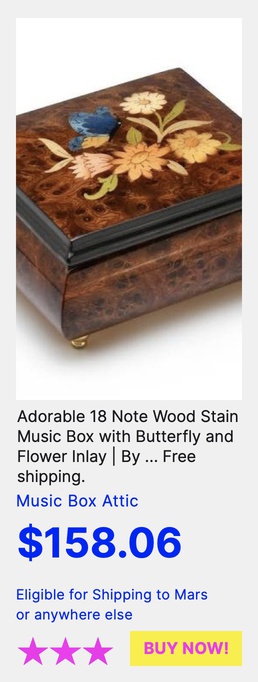 Adorable 18 Note Wood Stain
Music Box with Butterfly and
Flower Inlay | By ... Free
shipping.
Music Box Attic
$158.06
Eligible for Shipping to Mars
or anywhere else
BUY NOW!